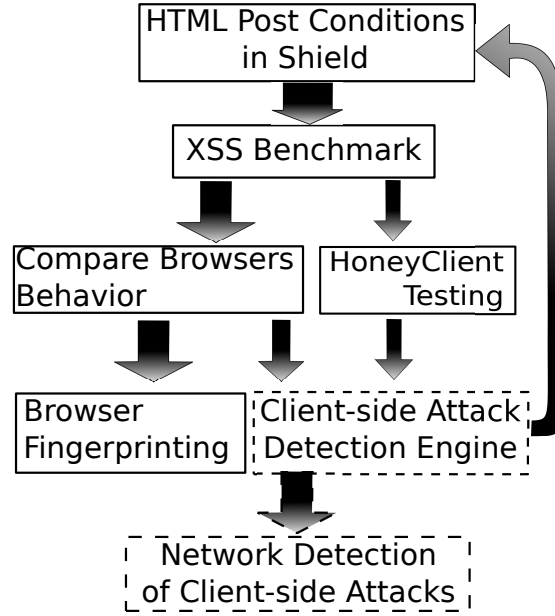 HTML Post Conditions
in Shield
XSS Benchmark
Compare Browsers
Behavior
HoneyClient
Testing
Browser
Fingerprinting
Client-side Attack
Detection Engine
Network Detection
of Client-side Attacks